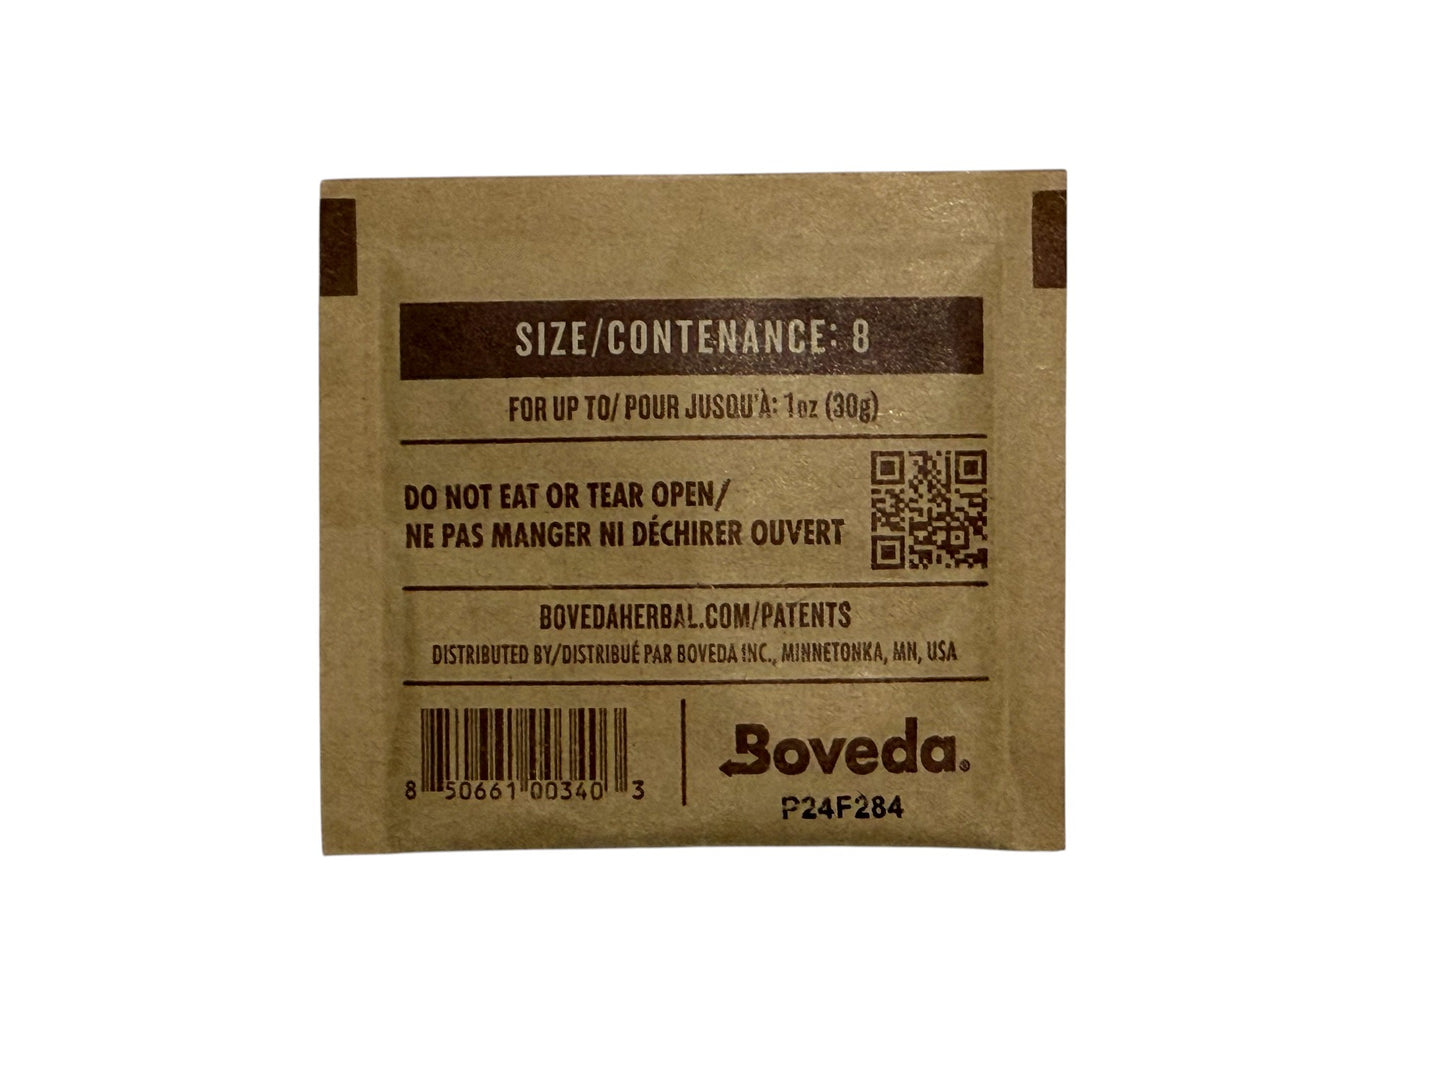 SIZE/CONTENANCE: 8
FOR UP TO/ POUR JUSQU'À: 1oz (30g)
DO NOT EAT OR TEAR OPEN/
NE PAS MANGER NI DÉCHIRER OUVERT
BOVEDAHERBAL.COM/PATENTS
DISTRIBUTED BY/DISTRIBUÉ PAR BOVEDA INC., MINNETONKA, MN, USA
8 50661 00340 3
Boveda®
P24F284